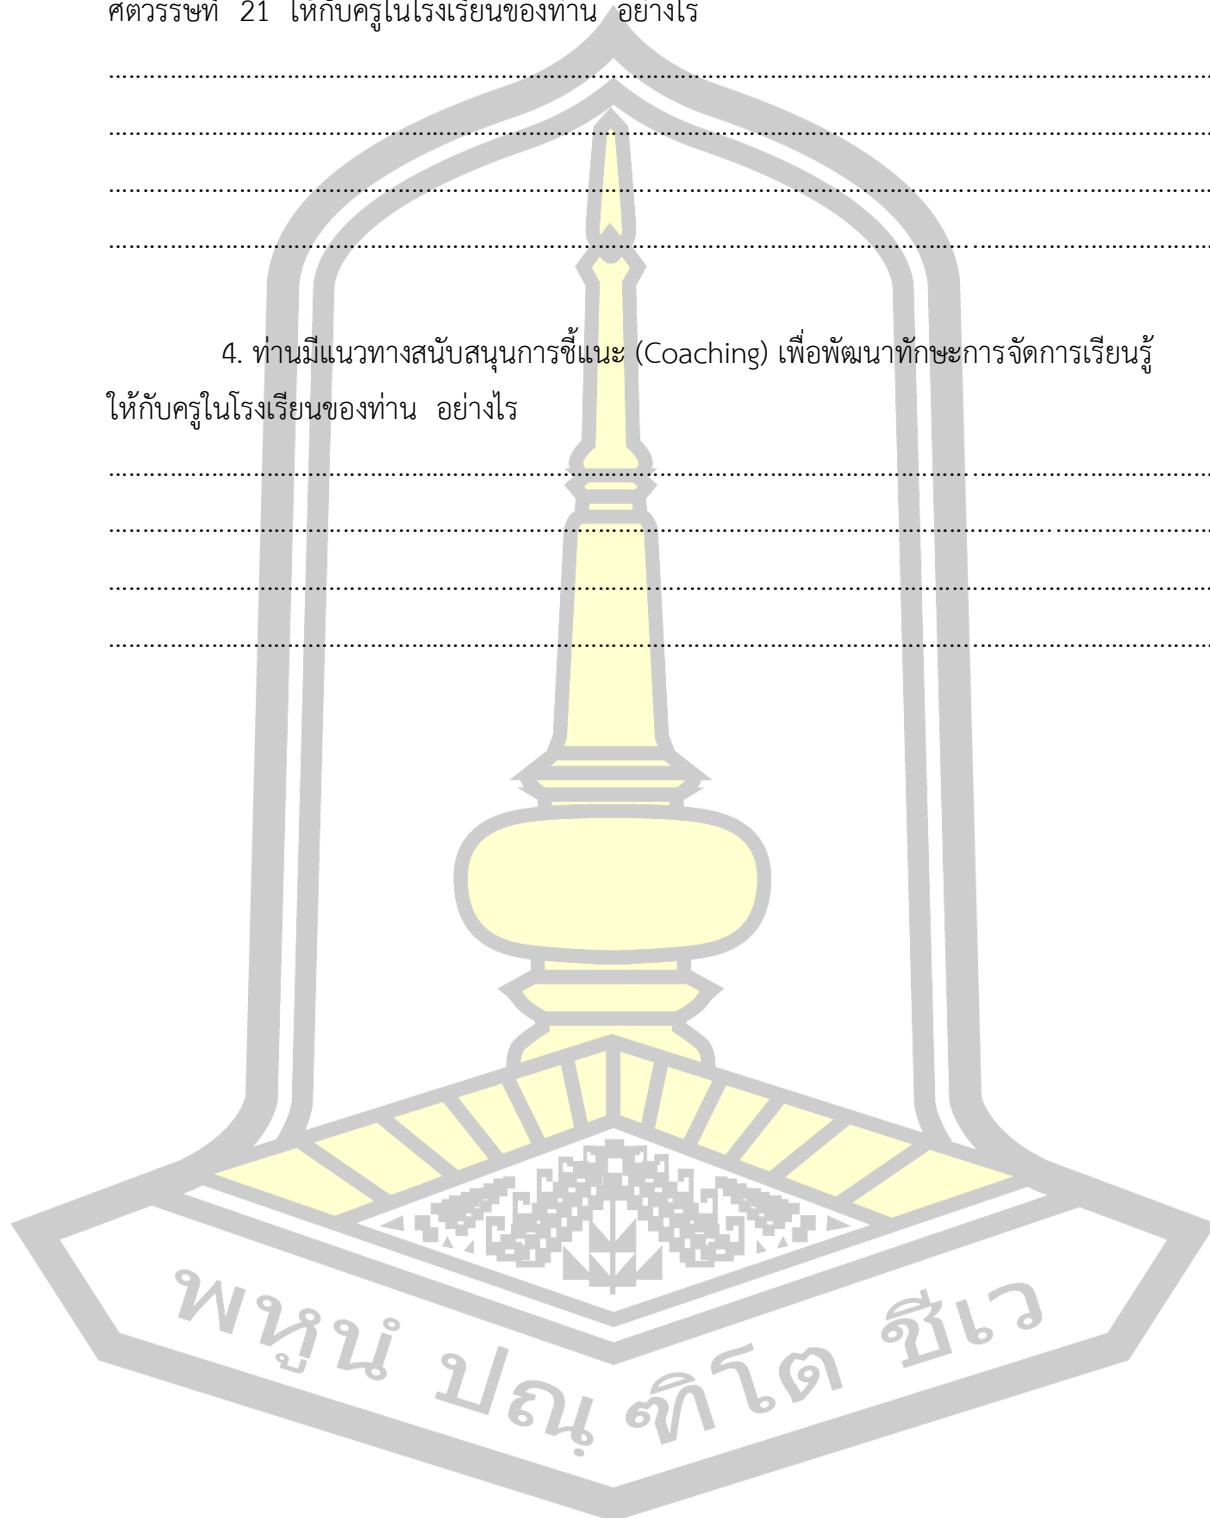 ศตวรรษที่ 21 ให้กับครูในโรงเรียนของท่าน อย่างไร
4. ท่านมีแนวทางสนับสนุนการชี้แนะ (Coaching) เพื่อพัฒนาทักษะการจัดการเรียนรู้
ให้กับครูในโรงเรียนของท่าน อย่างไร
พหูนํ ปณฺฑิโต ชีเว